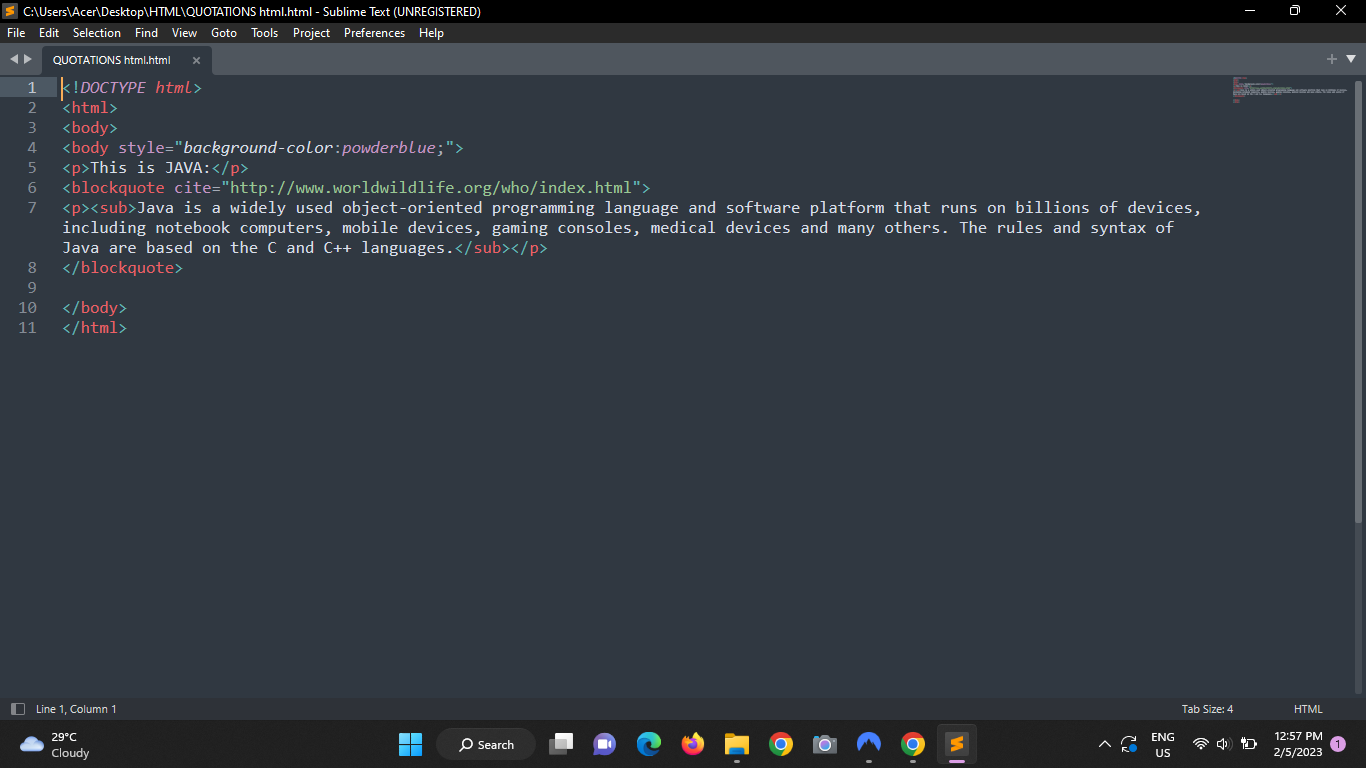 C:\Users\Acer\Desktop\HTML\QUOTATIONS html.html - Sublime Text (UNREGISTERED)
File Edit Selection Find View Goto Tools Project Preferences Help
QUOTATIONS html.html
1 <!DOCTYPE html>
2 <html>
3 <body>
4 <body style="background-color:powderblue;">
5 <p>This is JAVA:</p>
6 <blockquote cite="http://www.worldwildlife.org/who/index.html">
7 <p><sub>Java is a widely used object-oriented programming language and software platform that runs on billions of devices,
including notebook computers, mobile devices, gaming consoles, medical devices and many others. The rules and syntax of
Java are based on the C and C++ languages.</sub></p>
8 </blockquote>
9
10 </body>
11 </html>
Line 1, Column 1 Tab Size: 4 HTML
29°C
Cloudy
Search
ENG
US
12:57 PM
2/5/2023
1